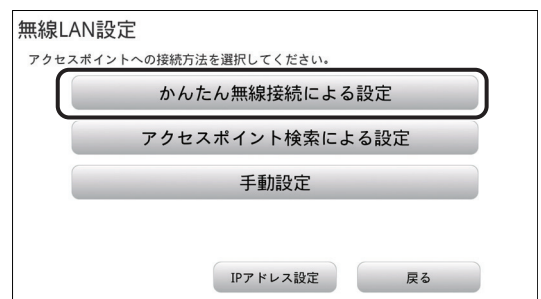 無線LAN設定
アクセスポイントへの接続方法を選択してください。
かんたん無線接続による設定
アクセスポイント検索による設定
手動設定
IPアドレス設定
戻る